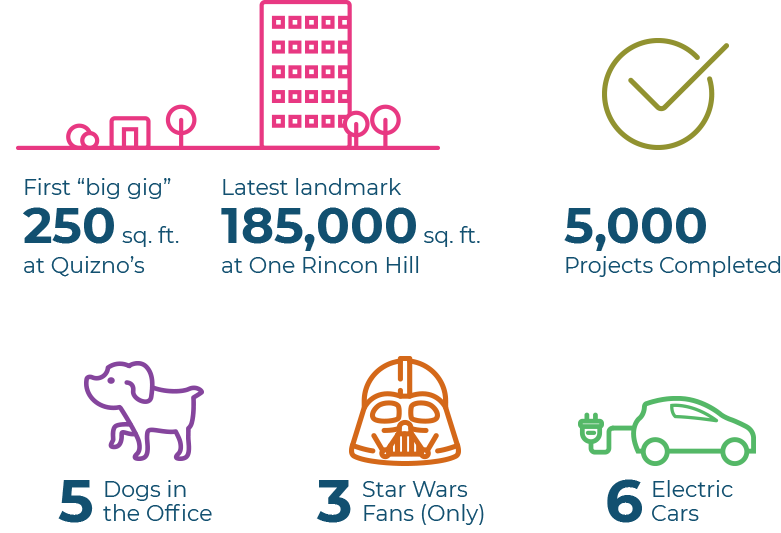 First “big gig”
250 sq. ft.
at Quizno’s
Latest landmark
185,000 sq. ft.
at One Rincon Hill
5,000
Projects Completed
5 Dogs in
the Office
3 Star Wars
Fans (Only)
6 Electric
Cars